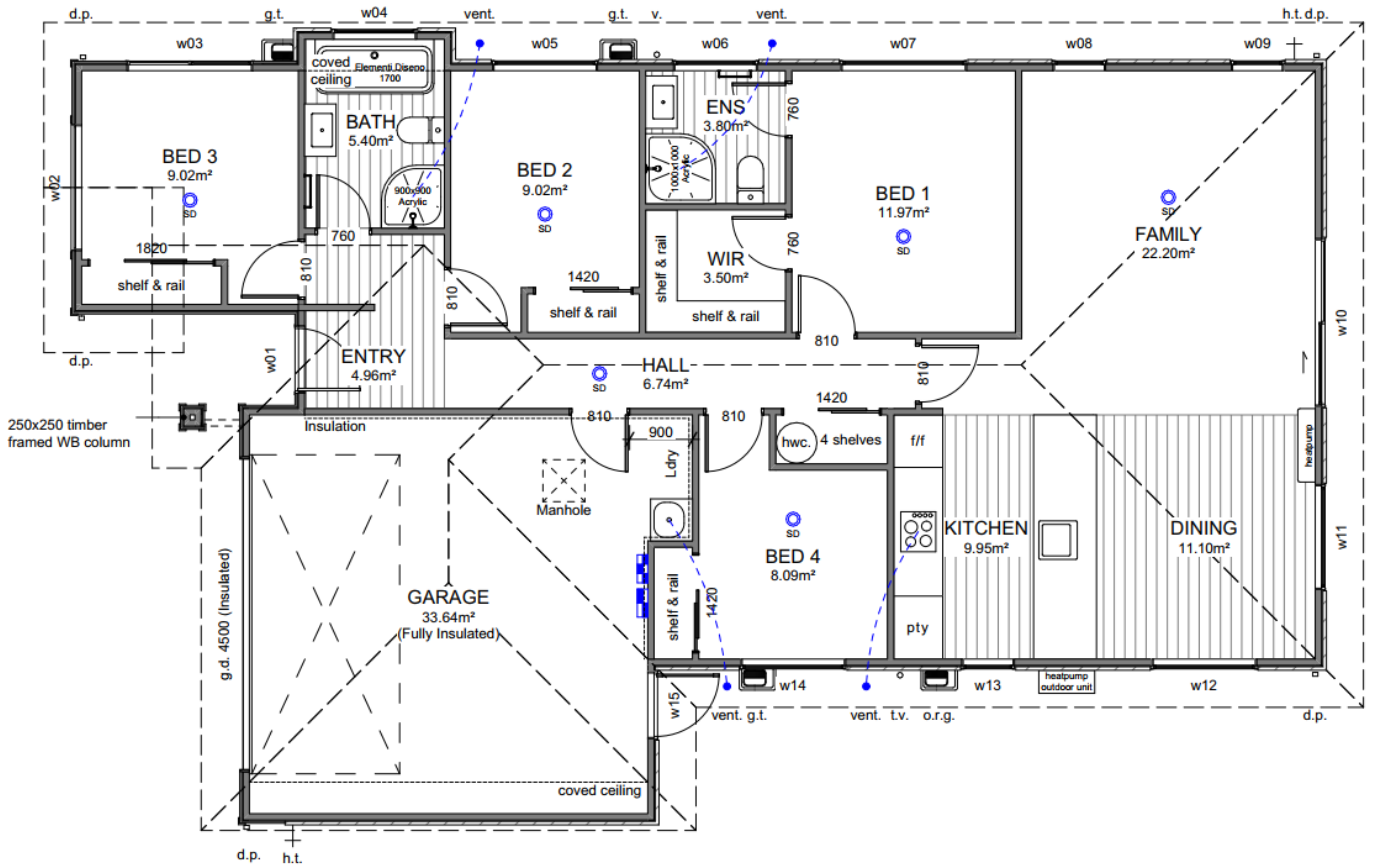 d.p.
g.t.
w04
vent.
g.t.
v.
vent.
h.t.
d.p.
w03
w05
w06
w07
w08
w09
coved
ceiling
Elementi Diseno
1700
BATH
5.40m²
900x900
Acrylic
760
BED 3
9.02m²
SD
w02
1820
shelf & rail
810
BED 2
9.02m²
SD
1420
shelf & rail
810
ENS
3.80m²
1000x1000
Acrylic
760
WIR
3.50m²
760
shelf & rail
shelf & rail
BED 1
11.97m²
SD
810
FAMILY
22.20m²
SD
w10
d.p.
w01
ENTRY
4.96m²
HALL
6.74m²
SD
810
250x250 timber
framed WB column
Insulation
810
900
Ldry
810
1420
hwc.
4 shelves
f/f
heatpump
Manhole
g.d. 4500 (Insulated)
GARAGE
33.64m²
(Fully Insulated)
shelf & rail
1420
SD
BED 4
8.09m²
KITCHEN
9.95m²
pty
DINING
11.10m²
w11
coved ceiling
w15
vent.
g.t.
w14
vent.
t.v.
o.r.g.
w13
heatpump
outdoor unit
w12
d.p.
d.p.
h.t.